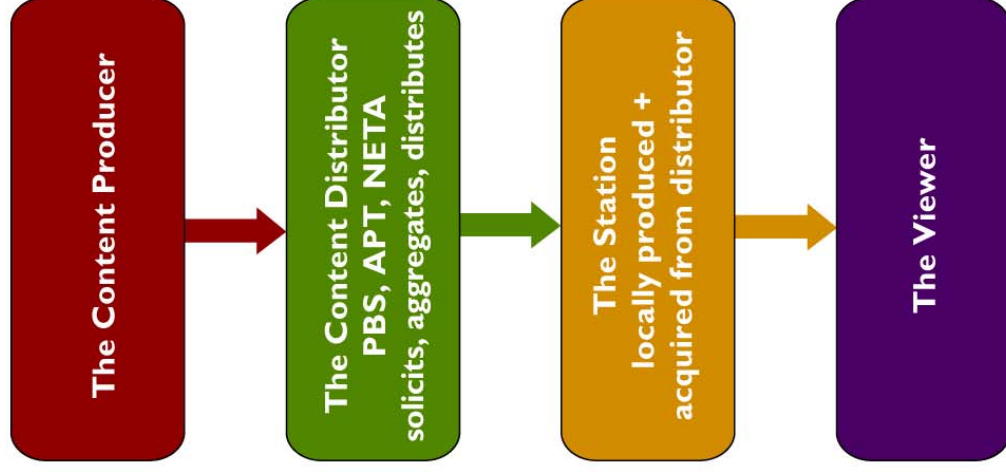 The Content Producer
The Content Distributor
PBS, APT, NETA
solicits, aggregates, distributes
The Station
locally produced +
acquired from distributor
The Viewer